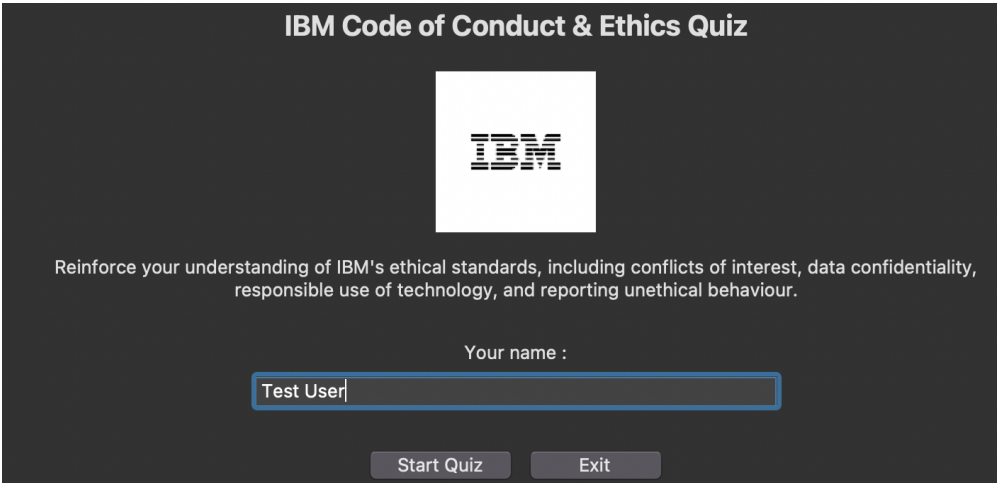 IBM Code of Conduct & Ethics Quiz
IBM
Reinforce your understanding of IBM's ethical standards, including conflicts of interest, data confidentiality,
responsible use of technology, and reporting unethical behaviour.
Your name :
Test User
Start Quiz
Exit